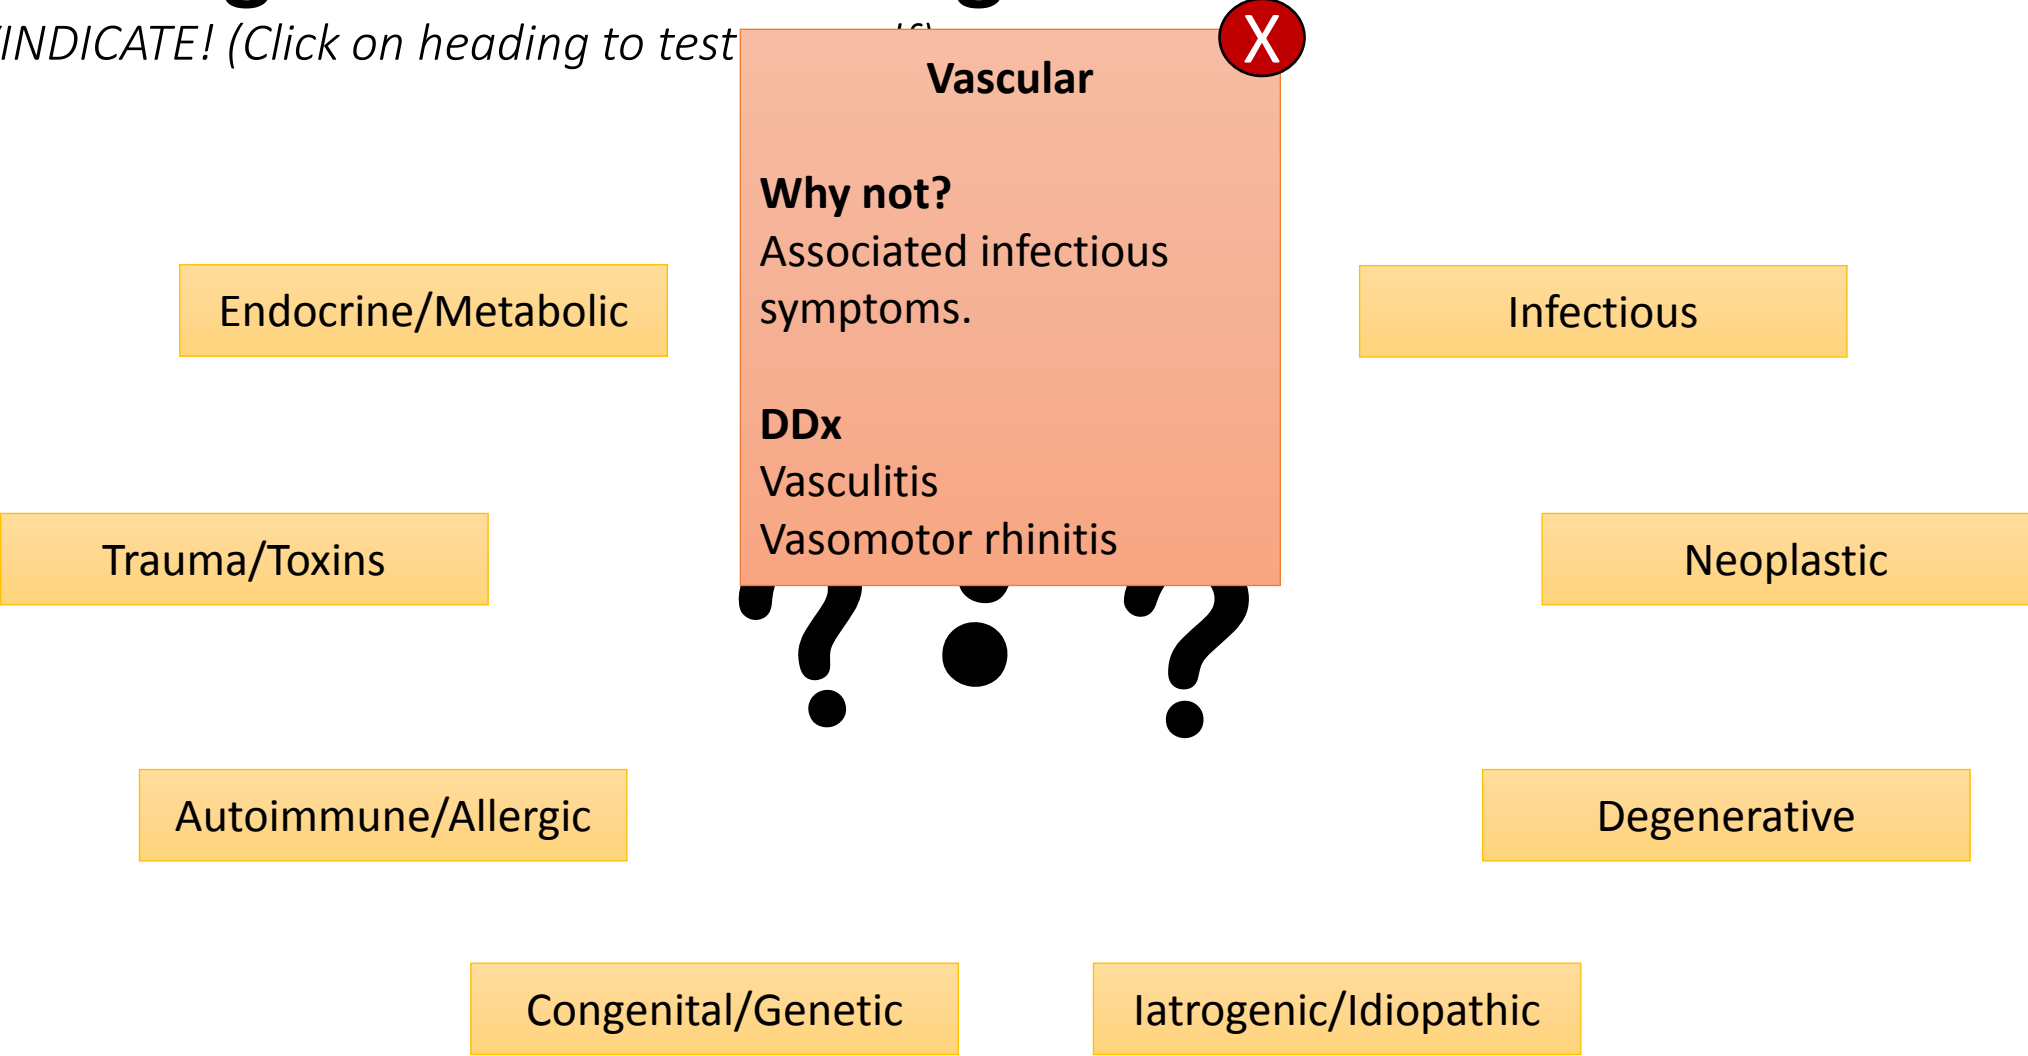 VINDICATE! (Click on heading to test
X
Vascular
Why not?
Associated infectious
symptoms.
DDx
Vasculitis
Vasomotor rhinitis
Endocrine/Metabolic
Infectious
Trauma/Toxins
Neoplastic
? ?
Autoimmune/Allergic
Degenerative
Congenital/Genetic
Iatrogenic/Idiopathic